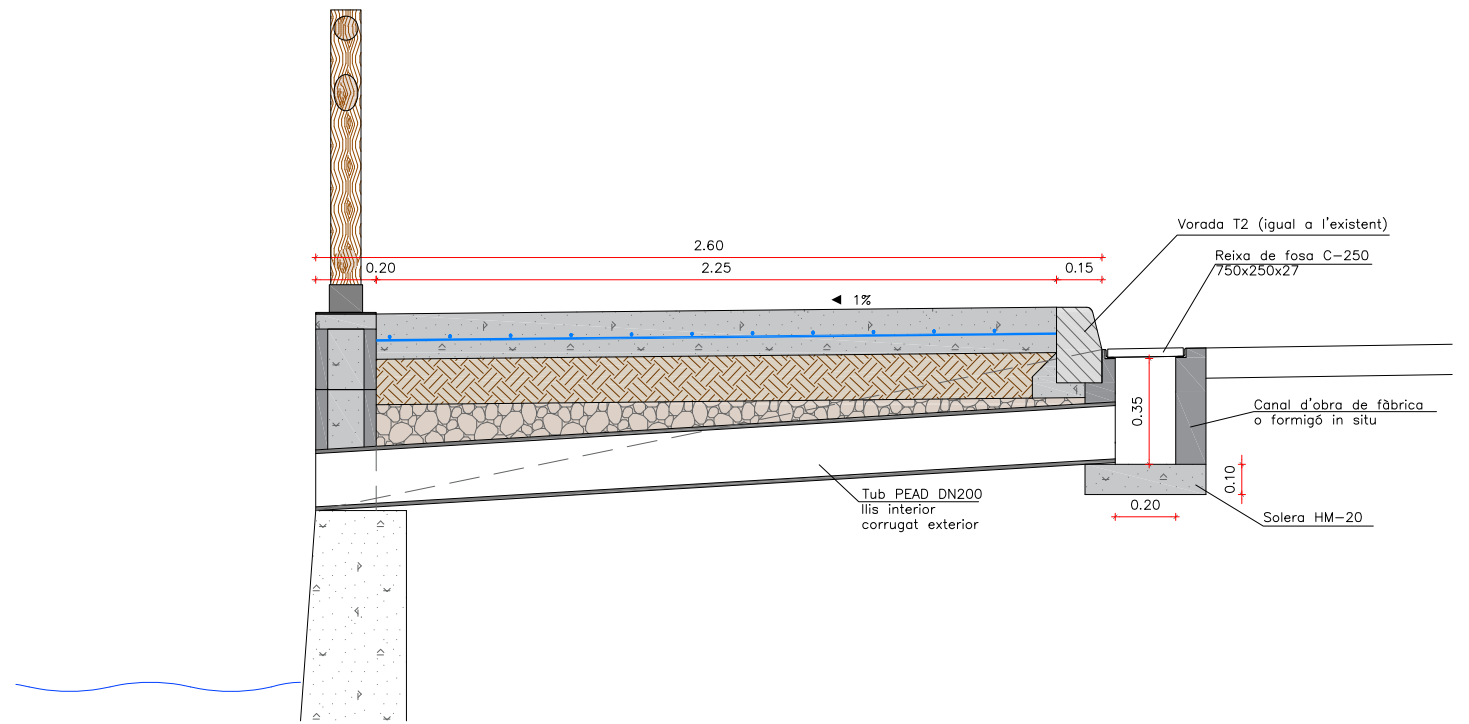 Vorada T2 (igual a l'existent)
2.60
Reixa de fosa C-250
750x250x27
0.20
2.25
0.15
◄ 1%
0.35
Canal d'obra de fàbrica
o formigó in situ
0.10
Tub PEAD DN200
llis interior
corrugat exterior
0.20
Solera HM-20